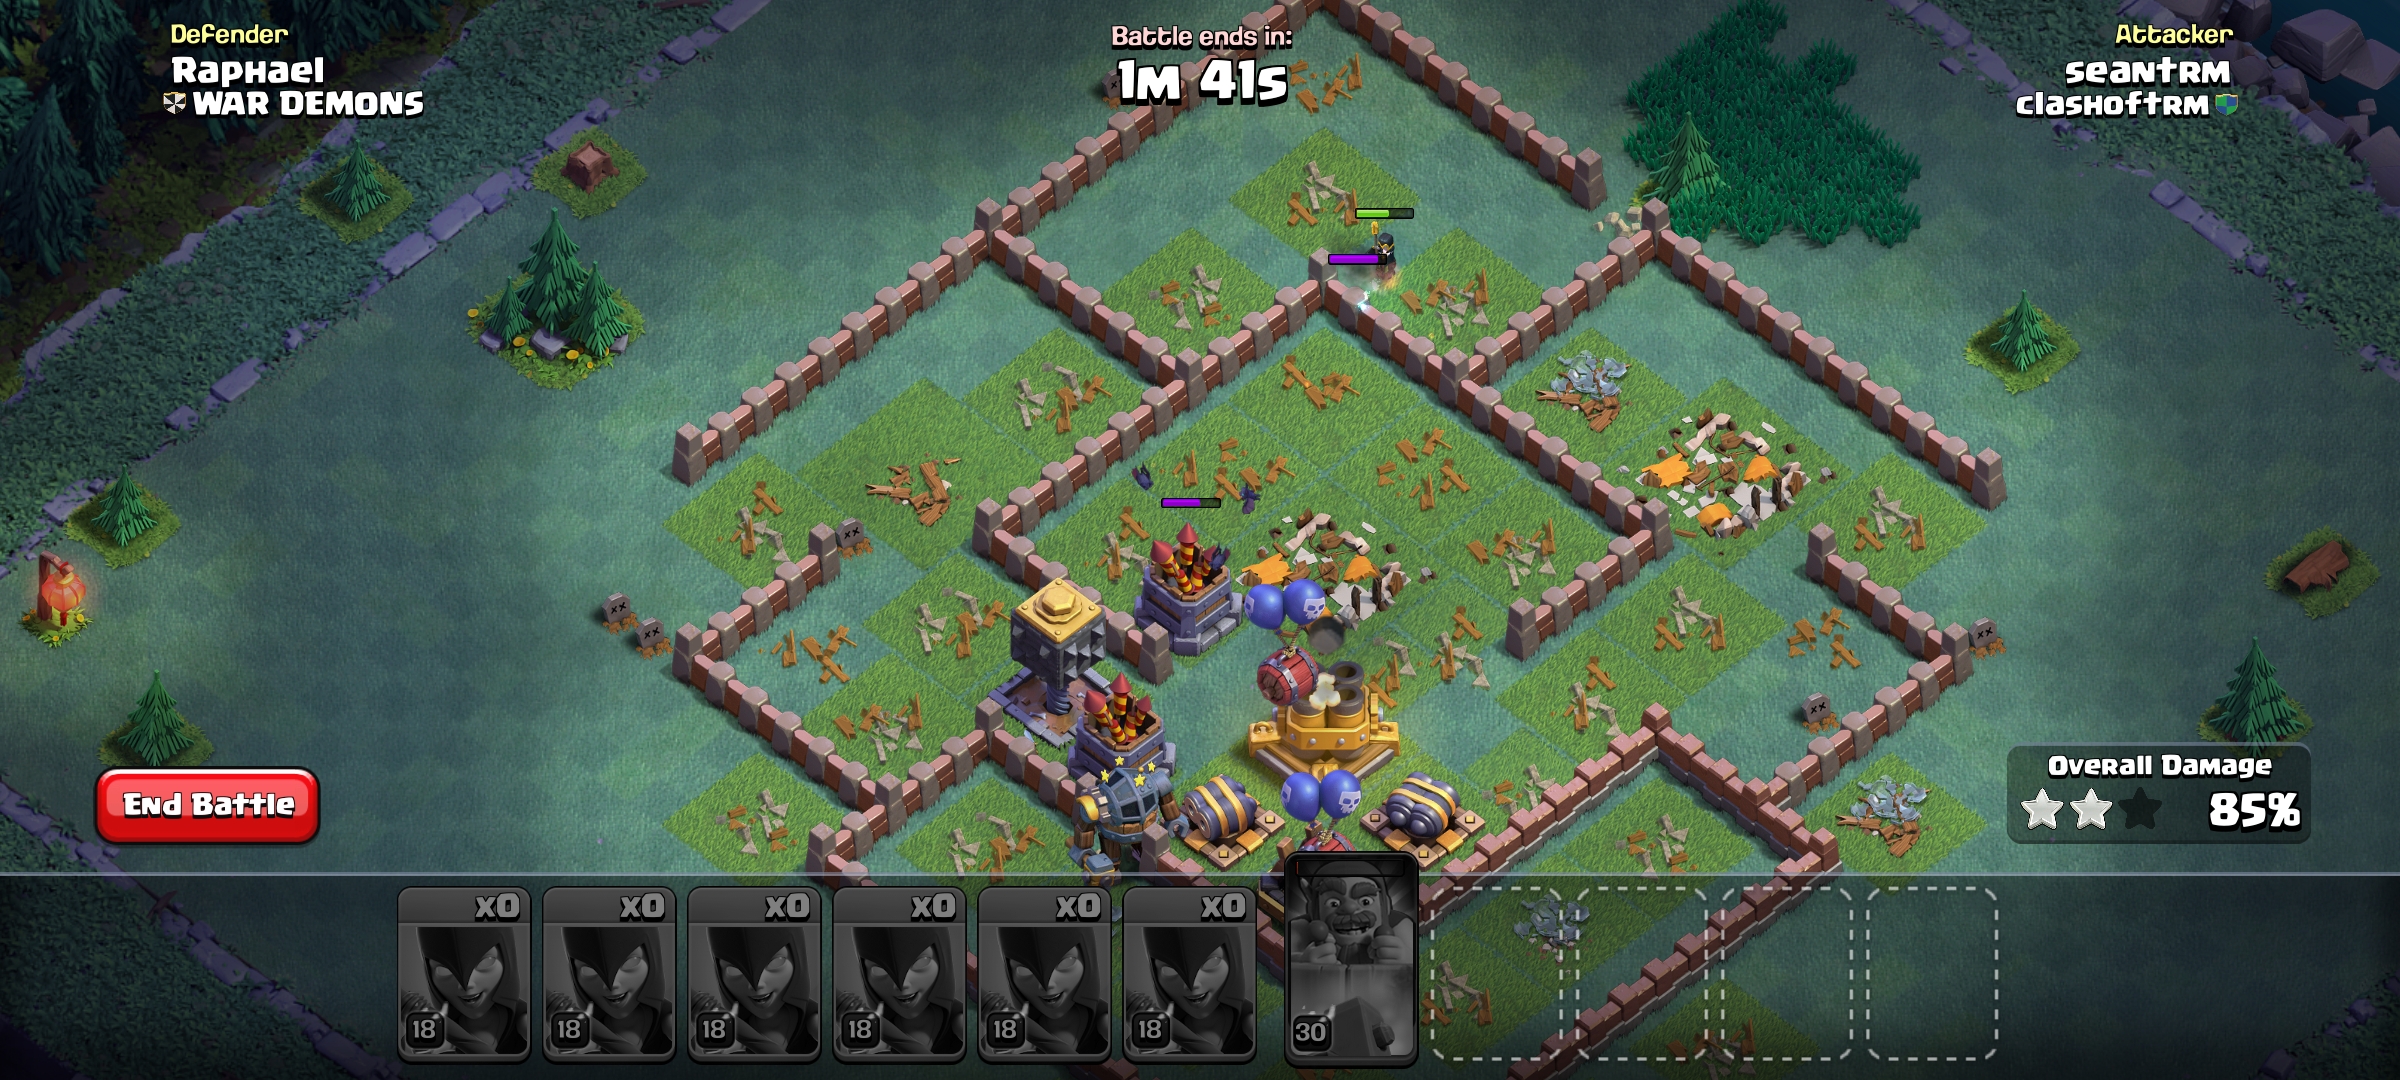 Defender
Raphael
WAR DEMONS
Battle ends in:
1M 41s
Attacker
seantRM
clashoftRM
End Battle
Overall Damage
85%
x0
x0
x0
x0
x0
x0
18
18
18
18
18
18
30